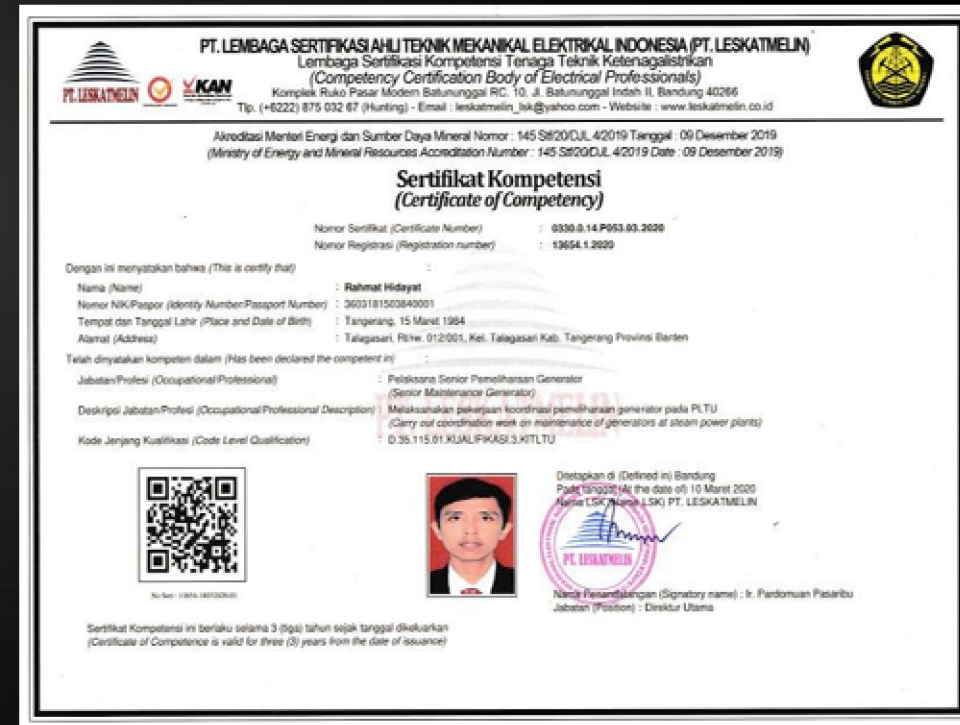 PT. LEMBAGA SERTIFIKASI AHLI TEKNIK MEKANIKAL ELEKTRIKAL INDONESIA (PT. LESKATMELIN)
Lembaga Sertifikasi Kompetensi Tenaga Teknik Ketenagalistrikan
(Competency Certification Body of Electrical Professionals)
Komplek Ruko Pasar Modern Batununggal RC. 10, Jl. Batununggal Indah II, Bandung 40266
Tlp. (+6222) 875 032 67 (Hunting) - Email : leskatmelin_lsk@yahoo.com - Website : www.leskatmelin.co.id
PT. LESKATMELIN
KAN
Akreditasi Menteri Energi dan Sumber Daya Mineral Nomor : 145 Stf/20/DJL.4/2019 Tanggal : 09 Desember 2019
(Ministry of Energy and Mineral Resources Accreditation Number : 145 Stf/20/DJL.4/2019 Date : 09 Desember 2019)
Sertifikat Kompetensi
(Certificate of Competency)
Nomor Sertifikat (Certificate Number) : 0330.0.14.P053.03.2020
Nomor Registrasi (Registration number) : 13654.1.2020
Dengan ini menyatakan bahwa (This is certify that) :
Nama (Name) : Rahmat Hidayat
Nomor NIK/Paspor (Identity Number/Passport Number) : 3603181503840001
Tempat dan Tanggal Lahir (Place and Date of Birth) : Tangerang, 15 Maret 1984
Alamat (Address) : Talagasari, Rt/rw. 012/001, Kel. Talagasari Kab. Tangerang Provinsi Banten
Telah dinyatakan kompeten dalam (Has been declared the competent in) :
Jabatan/Profesi (Occupational/Professional) : Pelaksana Senior Pemeliharaan Generator
(Senior Maintenance Generator)
Deskripsi Jabatan/Profesi (Occupational/Professional Description) : Melaksanakan pekerjaan koordinasi pemeliharaan generator pada PLTU
(Carry out coordination work on maintenance of generators at steam power plants)
Kode Jenjang Kualifikasi (Code Level Qualification) : D.35.115.01.KUALIFIKASI.3.KITLTU
PT. LESKATMELIN
Ditetapkan di (Defined in) Bandung
Pada tanggal (At the date of) 10 Maret 2020
Nama LSK (Name LSK) PT. LESKATMELIN
PT. LESKATMELIN
Nama Penandatangan (Signatory name) : Ir. Pardomuan Pasaribu
Jabatan (Position) : Direktur Utama
Sertifikat Kompetensi ini berlaku selama 3 (tiga) tahun sejak tanggal dikeluarkan
(Certificate of Competence is valid for three (3) years from the date of issuance)